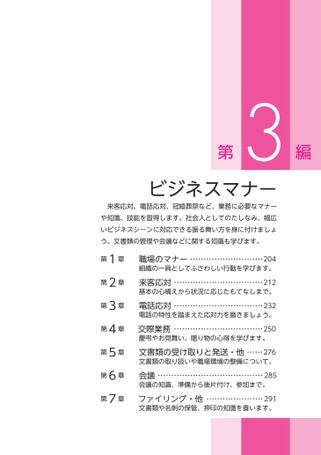 第 3 編
ビジネスマナー
来客応対、電話応対、冠婚葬祭など、業務に必要なマナー
や知識、技能を習得します。社会人としてのたしなみ、幅広
いビジネスシーンに対応できる振る舞い方を身に付けましょ
う。文書類の管理や会議などに関する知識も学びます。
第 1 章 職場のマナー …………………………204
組織の一員としてふさわしい行動を学びます。
第 2 章 来客応対 ………………………………212
基本の心構えから状況に応じたもてなしまで。
第 3 章 電話応対 ………………………………232
電話の特性を踏まえた応対力を磨きましょう。
第 4 章 交際業務 ………………………………250
慶弔やお見舞い、贈り物の心得を学びます。
第 5 章 文書類の受け取りと発送・他 ……276
文書類の取り扱いや職場環境の整備について。
第 6 章 会議 ……………………………………285
会議の知識、準備から後片付け、参加まで。
第 7 章 ファイリング・他 ……………………291
文書類や名刺の保管、押印の知識を養います。